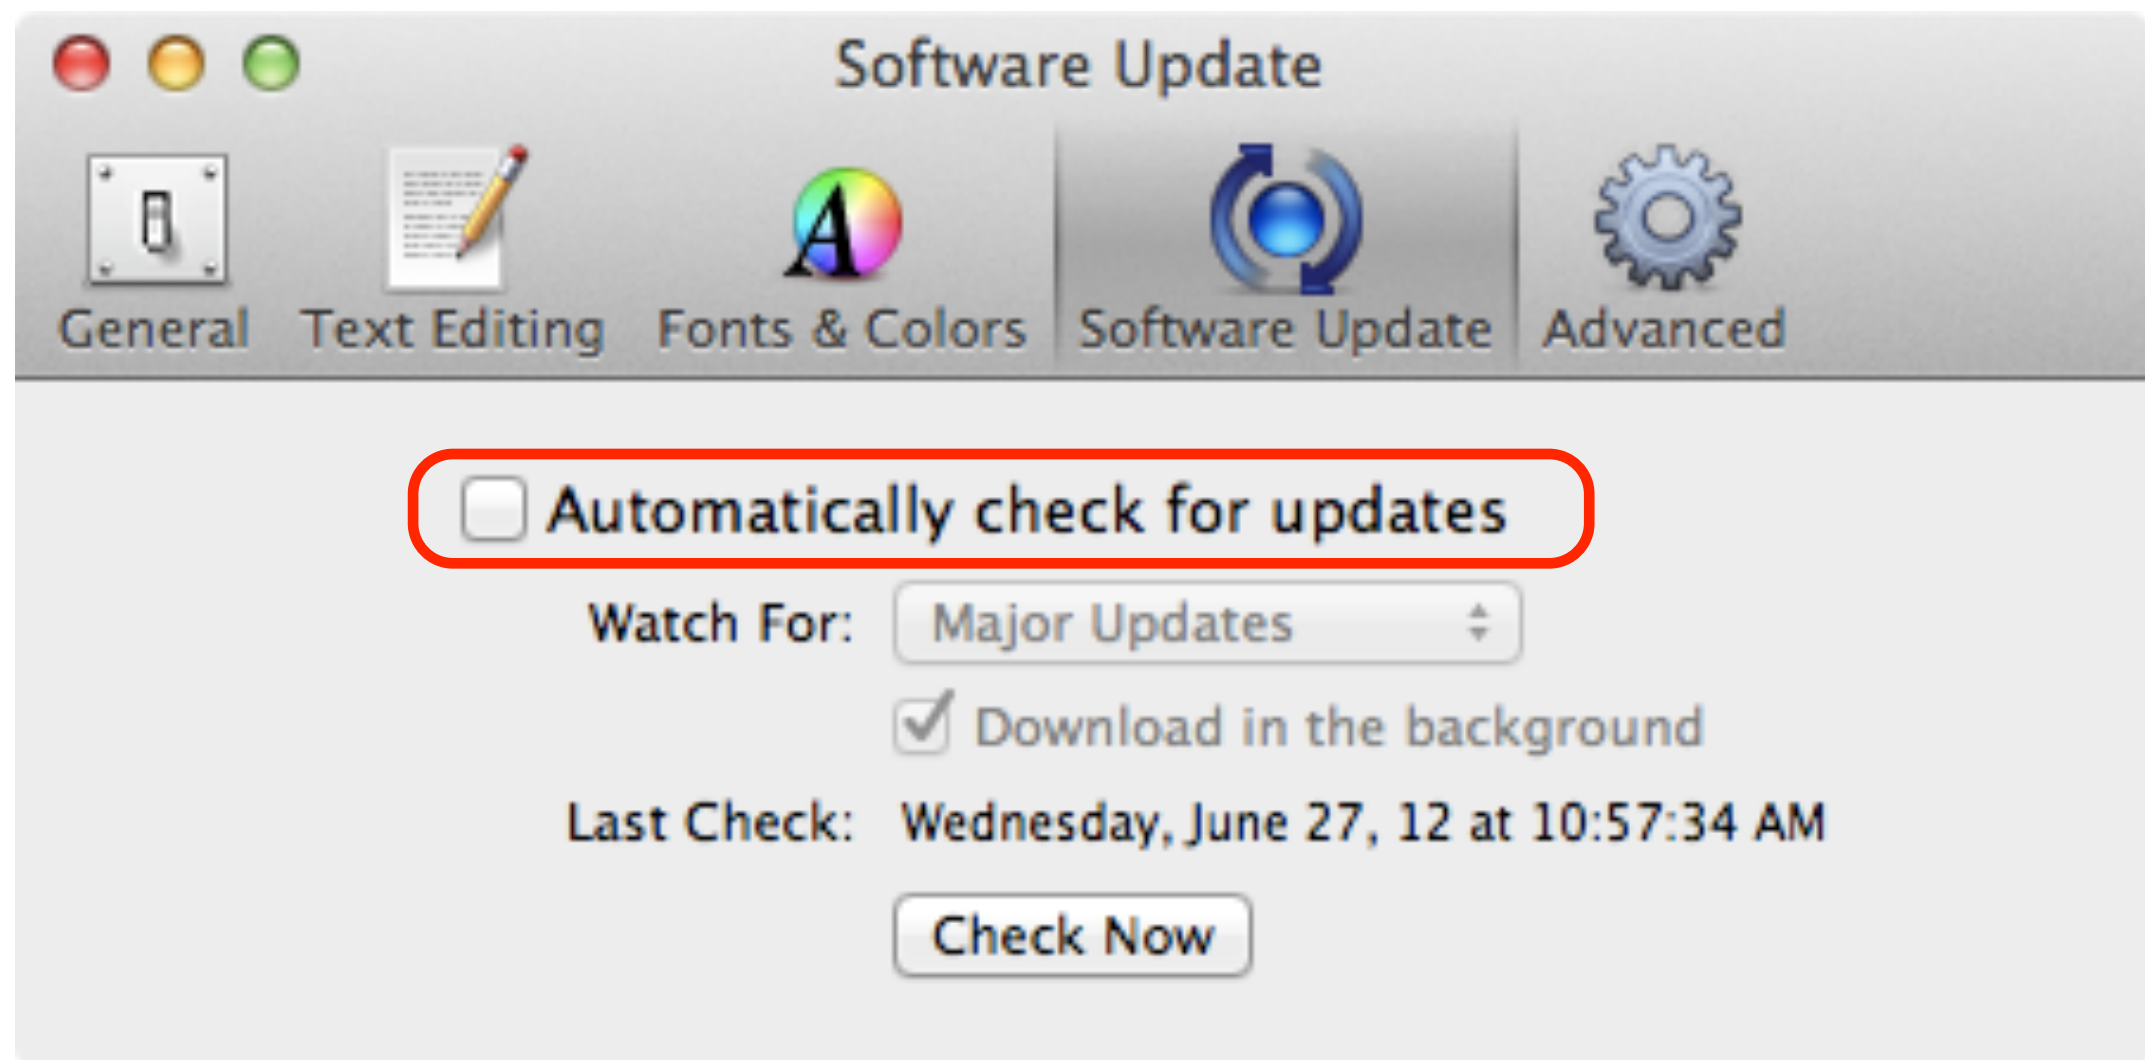 Software Update
General Text Editing Fonts & Colors Software Update Advanced
Automatically check for updates
Watch For: Major Updates
Download in the background
Last Check: Wednesday, June 27, 12 at 10:57:34 AM
Check Now